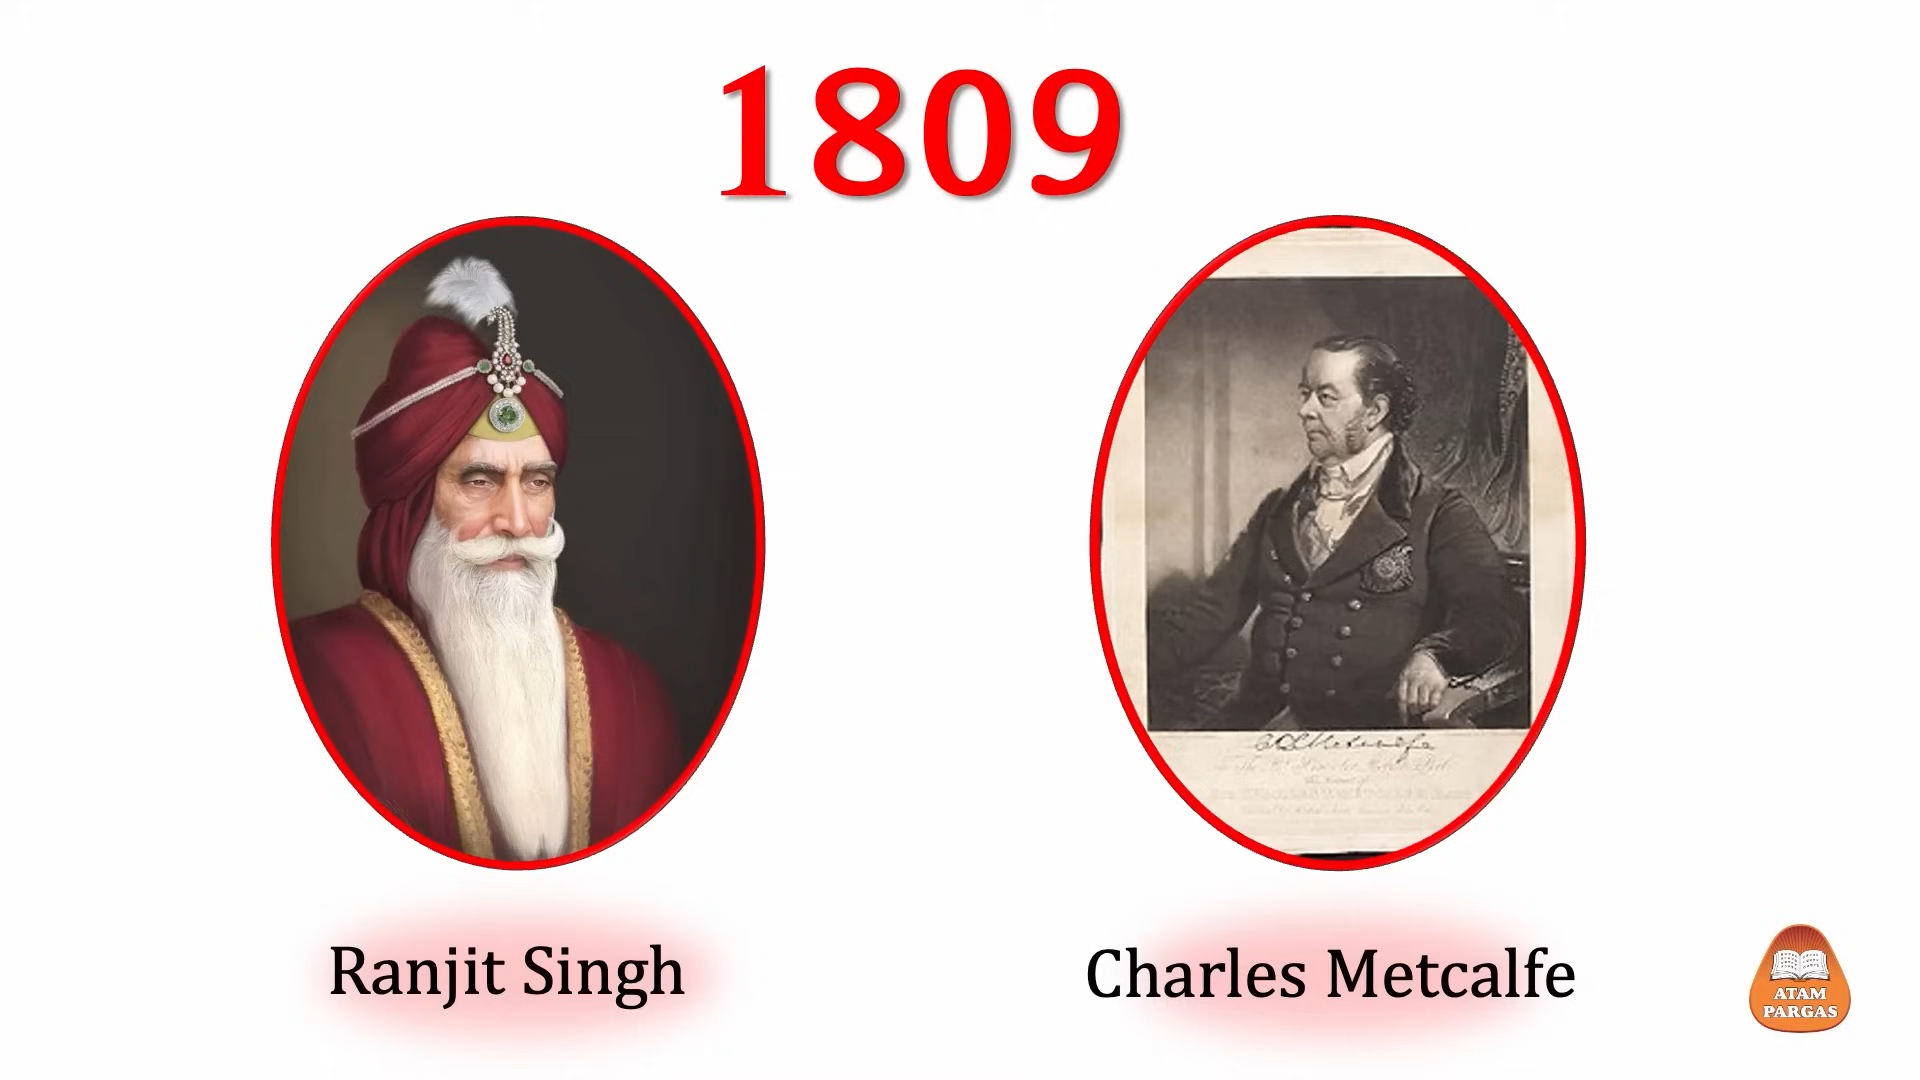 1809
Ranjit Singh
Charles Metcalfe
ATAM
PARGAS